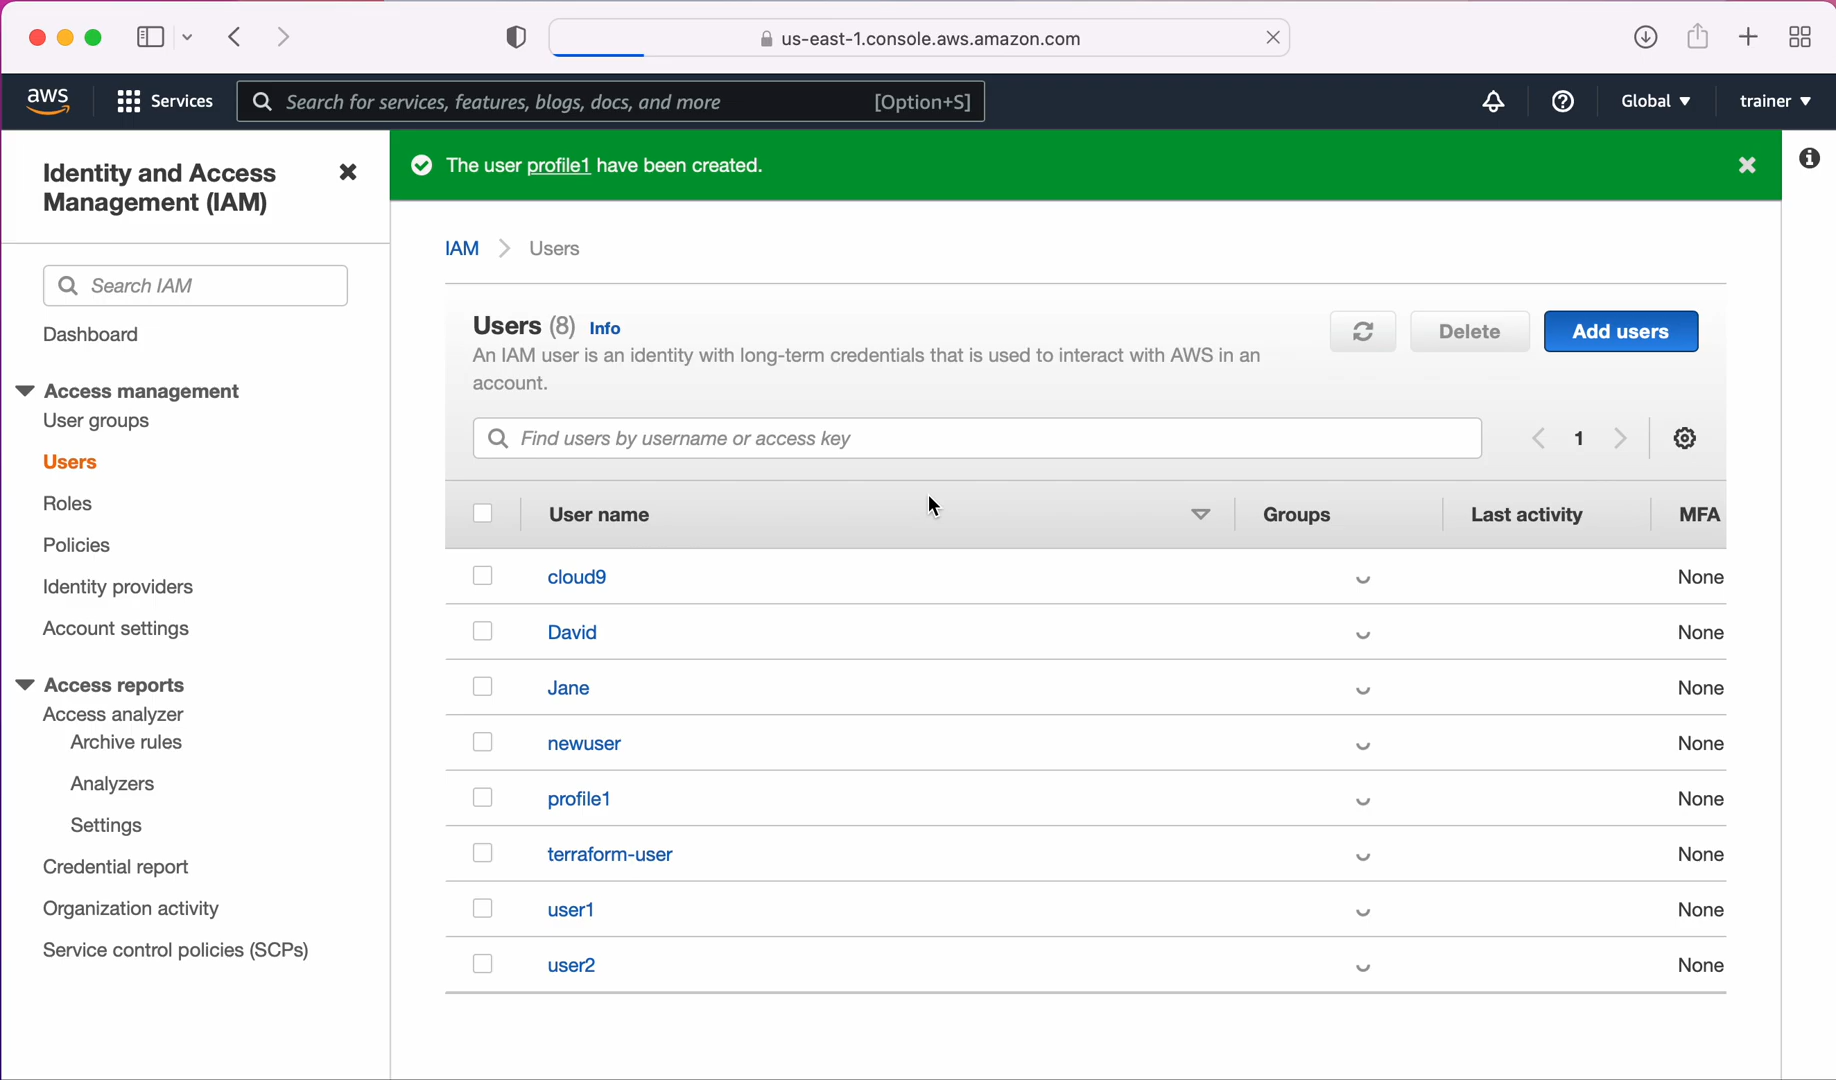 us-east-1.console.aws.amazon.com
aws Services Search for services, features, blogs, docs, and more [Option+S] Global trainer
Identity and Access
Management (IAM)
Search IAM
Dashboard
Access management
User groups
Users
Roles
Policies
Identity providers
Account settings
Access reports
Access analyzer
Archive rules
Analyzers
Settings
Credential report
Organization activity
Service control policies (SCPs)
The user profile1 have been created.
IAM Users
Users (8) Info
Delete Add users
An IAM user is an identity with long-term credentials that is used to interact with AWS in an
account.
Find users by username or access key 1
User name Groups Last activity MFA
cloud9 None
David None
Jane None
newuser None
profile1 None
terraform-user None
user1 None
user2 None